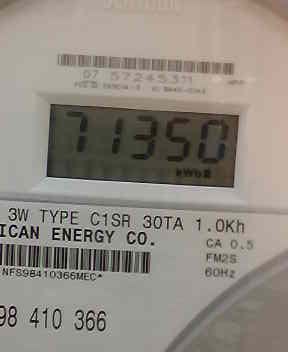 07 57245311
71350
kWh
3W TYPE C1SR 30TA 1.0Kh
ICAN ENERGY CO.
CA 0.5
FM2S
60Hz
NFS98410366MEC*
98 410 366